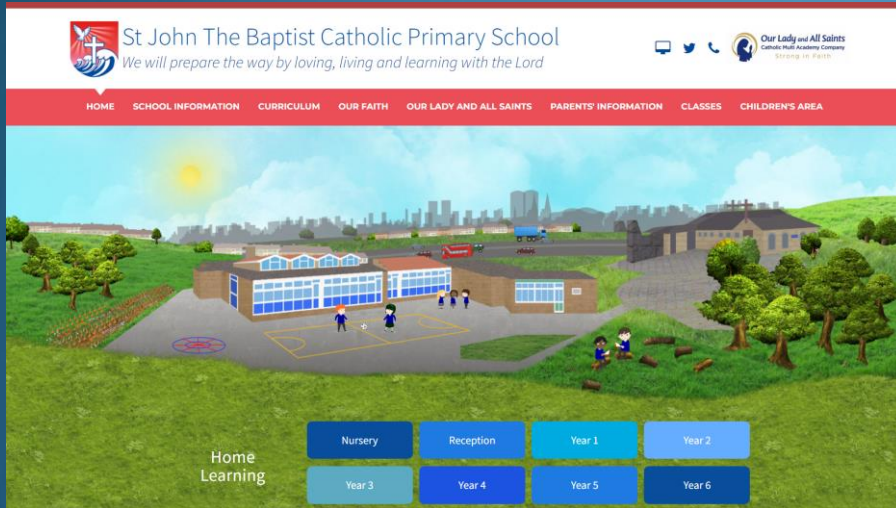 St John The Baptist Catholic Primary School
We will prepare the way by loving, living and learning with the Lord
Our Lady and All Saints
Catholic Multi Academy Company
Strong in Faith
HOME SCHOOL INFORMATION CURRICULUM OUR FAITH OUR LADY AND ALL SAINTS PARENTS' INFORMATION CLASSES CHILDREN'S AREA
Home
Learning
Nursery Reception Year 1 Year 2
Year 3 Year 4 Year 5 Year 6